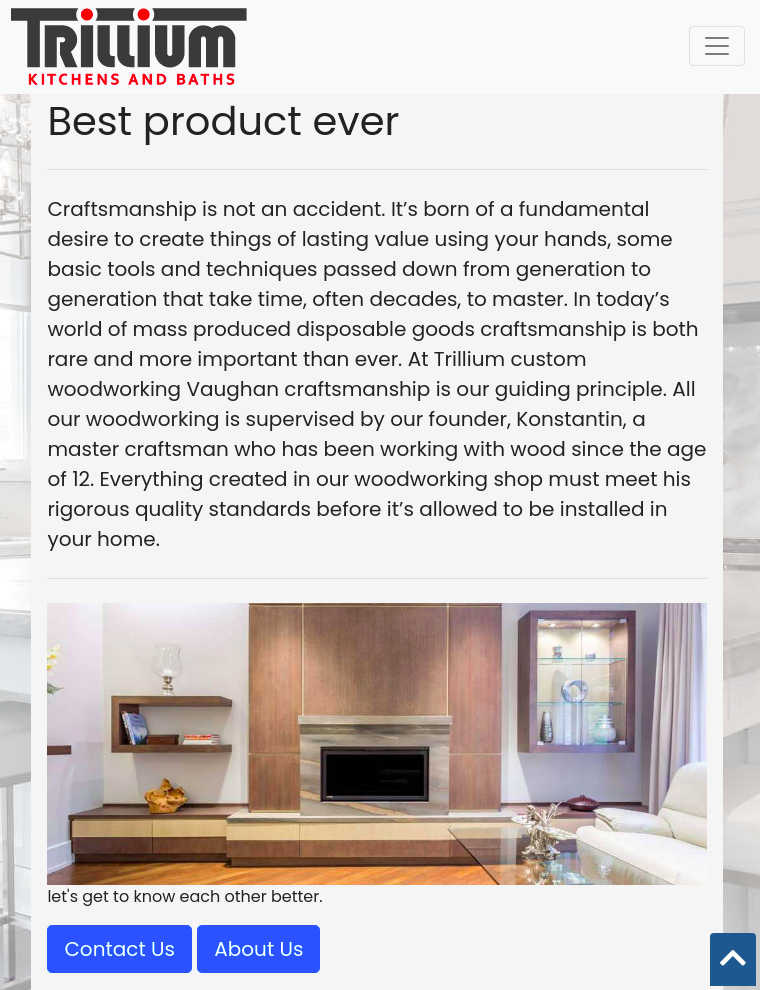 TRILLIUM
KITCHENS AND BATHS
Best product ever
Craftsmanship is not an accident. It’s born of a fundamental
desire to create things of lasting value using your hands, some
basic tools and techniques passed down from generation to
generation that take time, often decades, to master. In today’s
world of mass produced disposable goods craftsmanship is both
rare and more important than ever. At Trillium custom
woodworking Vaughan craftsmanship is our guiding principle. All
our woodworking is supervised by our founder, Konstantin, a
master craftsman who has been working with wood since the age
of 12. Everything created in our woodworking shop must meet his
rigorous quality standards before it’s allowed to be installed in
your home.
let's get to know each other better.
Contact Us About Us